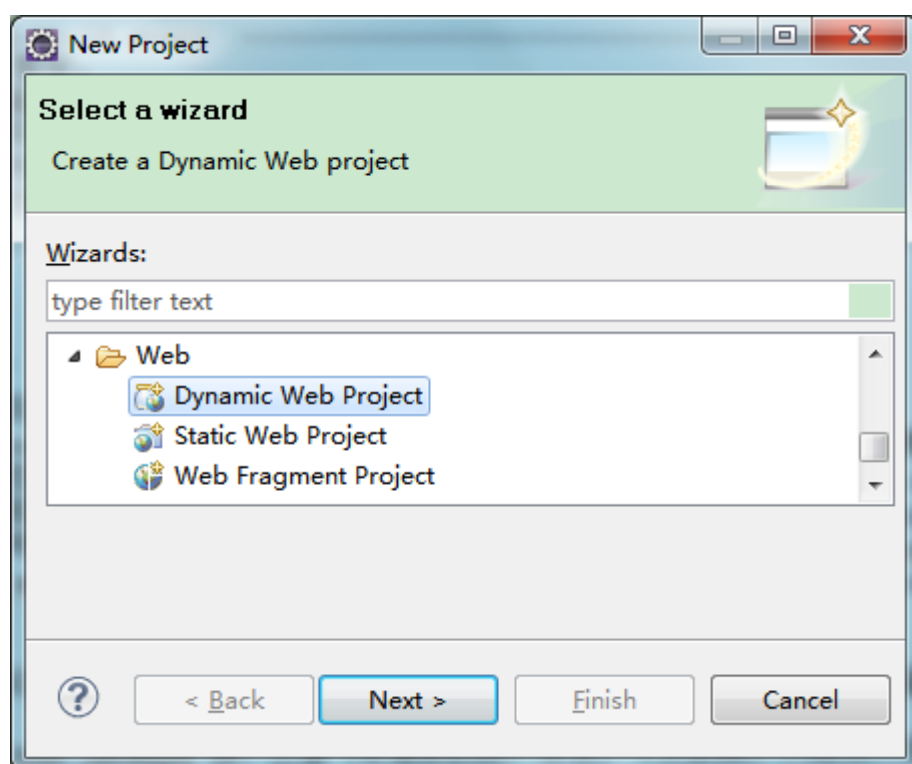 New Project
Select a wizard
Create a Dynamic Web project
Wizards:
type filter text
Web
Dynamic Web Project
Static Web Project
Web Fragment Project
? < Back Next > Finish Cancel